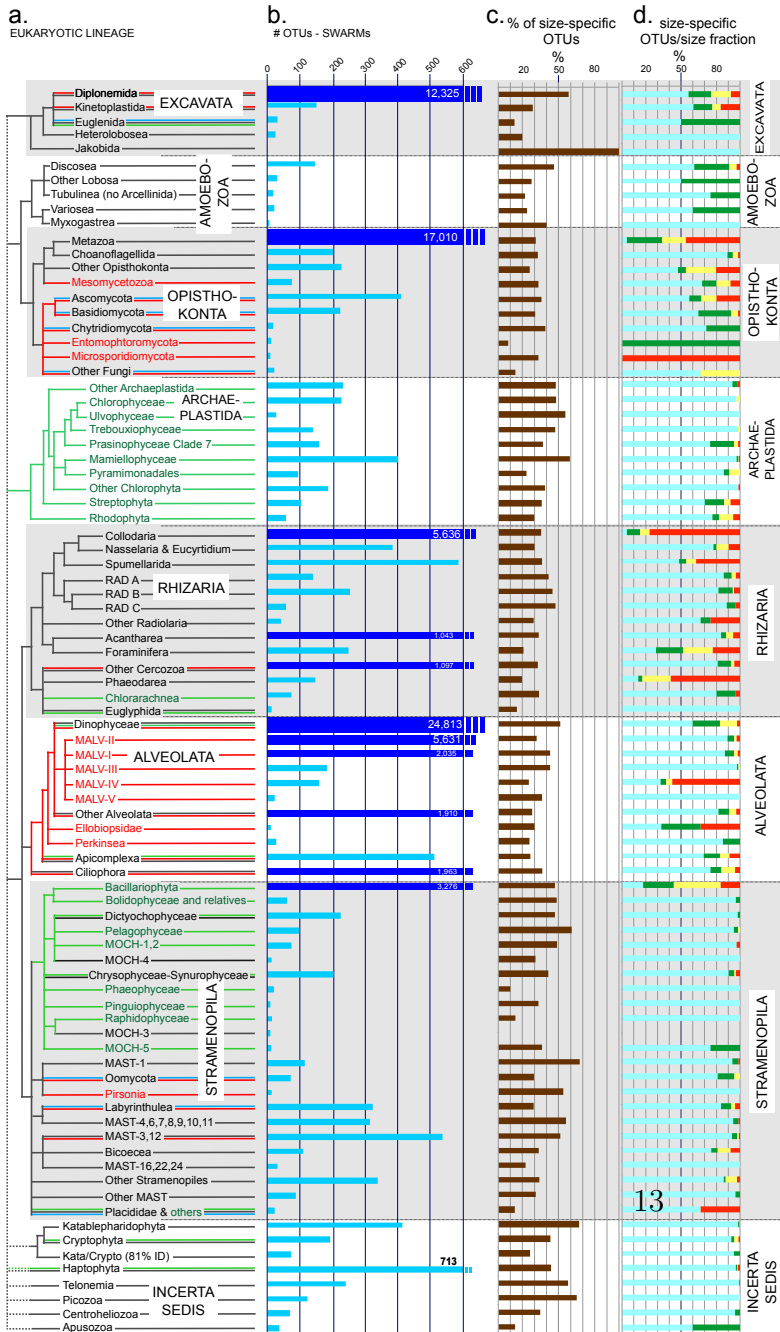 a.
EUKARYOTIC LINEAGE
b.
# OTUs - SWARMs
0 100 200 300 400 500 600
c.
% of size-specific
OTUs
%
20 50 80
d.
size-specific
OTUs/size fraction
%
20 50 80
Diplonemida 12,325
Kinetoplastida
EXCAVATA
Euglenida
Heterolobosea
Jakobida
EXCAVATA
Discosea
Other Lobosa
Tubulinea (no Arcellinida)
Variosea
Myxogastrea
AMOEBO-
ZOA
AMOEBO-
ZOA
Metazoa 17,010
Choanoflagellida
Other Opisthokonta
Mesomycetozoa
Ascomycota
Basidiomycota
OPISTHO-
KONTA
Chytridiomycota
Entomophtoromycota
Microsporidiomycota
Other Fungi
OPISTHO-
KONTA
Other Archaeplastida
Chlorophyceae
Ulvophyceae
ARCHAE-
PLASTIDA
Trebouxiophyceae
Prasinophyceae Clade 7
Mamiellophyceae
Pyramimonadales
Other Chlorophyta
Streptophyta
Rhodophyta
ARCHAE-
PLASTIDA
Collodaria 5,636
Nasselaria & Eucyrtidium
Spumellarida
RAD A
RAD B
RHIZARIA
RAD C
Other Radiolaria
Acantharea 1,043
Foraminifera
Other Cercozoa 1,097
Phaeodarea
Chlorarachnea
Euglyphida
RHIZARIA
Dinophyceae 24,813
MALV-II 5,631
MALV-I 2,035
ALVEOLATA
MALV-III
MALV-IV
MALV-V
Other Alveolata 1,910
Ellobiopsidae
Perkinsea
Apicomplexa
Ciliophora 1,963
ALVEOLATA
Bacillariophyta 3,276
Bolidophyceae and relatives
Dictyochophyceae
Pelagophyceae
MOCH-1,2
MOCH-4
Chrysophyceae-Synurophyceae
Phaeophyceae
Pinguiophyceae
Raphidophyceae
MOCH-3
MOCH-5
STRAMENOPILA
MAST-1
Oomycota
Pirsonia
Labyrinthulea
MAST-4,6,7,8,9,10,11
MAST-3,12
Bicoecea
MAST-16,22,24
Other Stramenopiles
Other MAST
Placididae & others
STRAMENOPILA
13
Katablepharidophyta
Cryptophyta
Kata/Crypto (81% ID)
Haptophyta 713
Telonemia
Picozoa
INCERTA
SEDIS
Centroheliozoa
Apusozoa
INCERTA
SEDIS